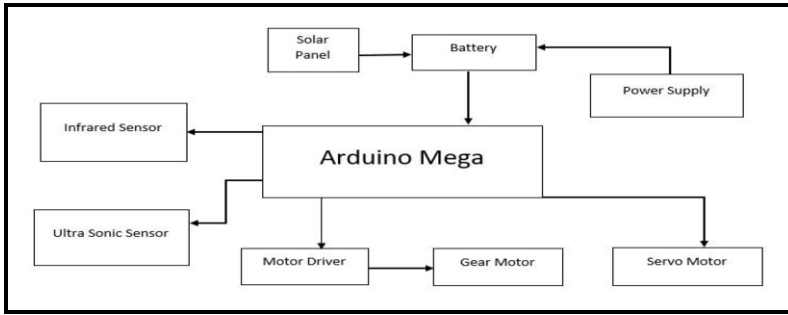 Solar
Panel
Battery
Power Supply
Infrared Sensor
Arduino Mega
Ultra Sonic Sensor
Motor Driver
Gear Motor
Servo Motor